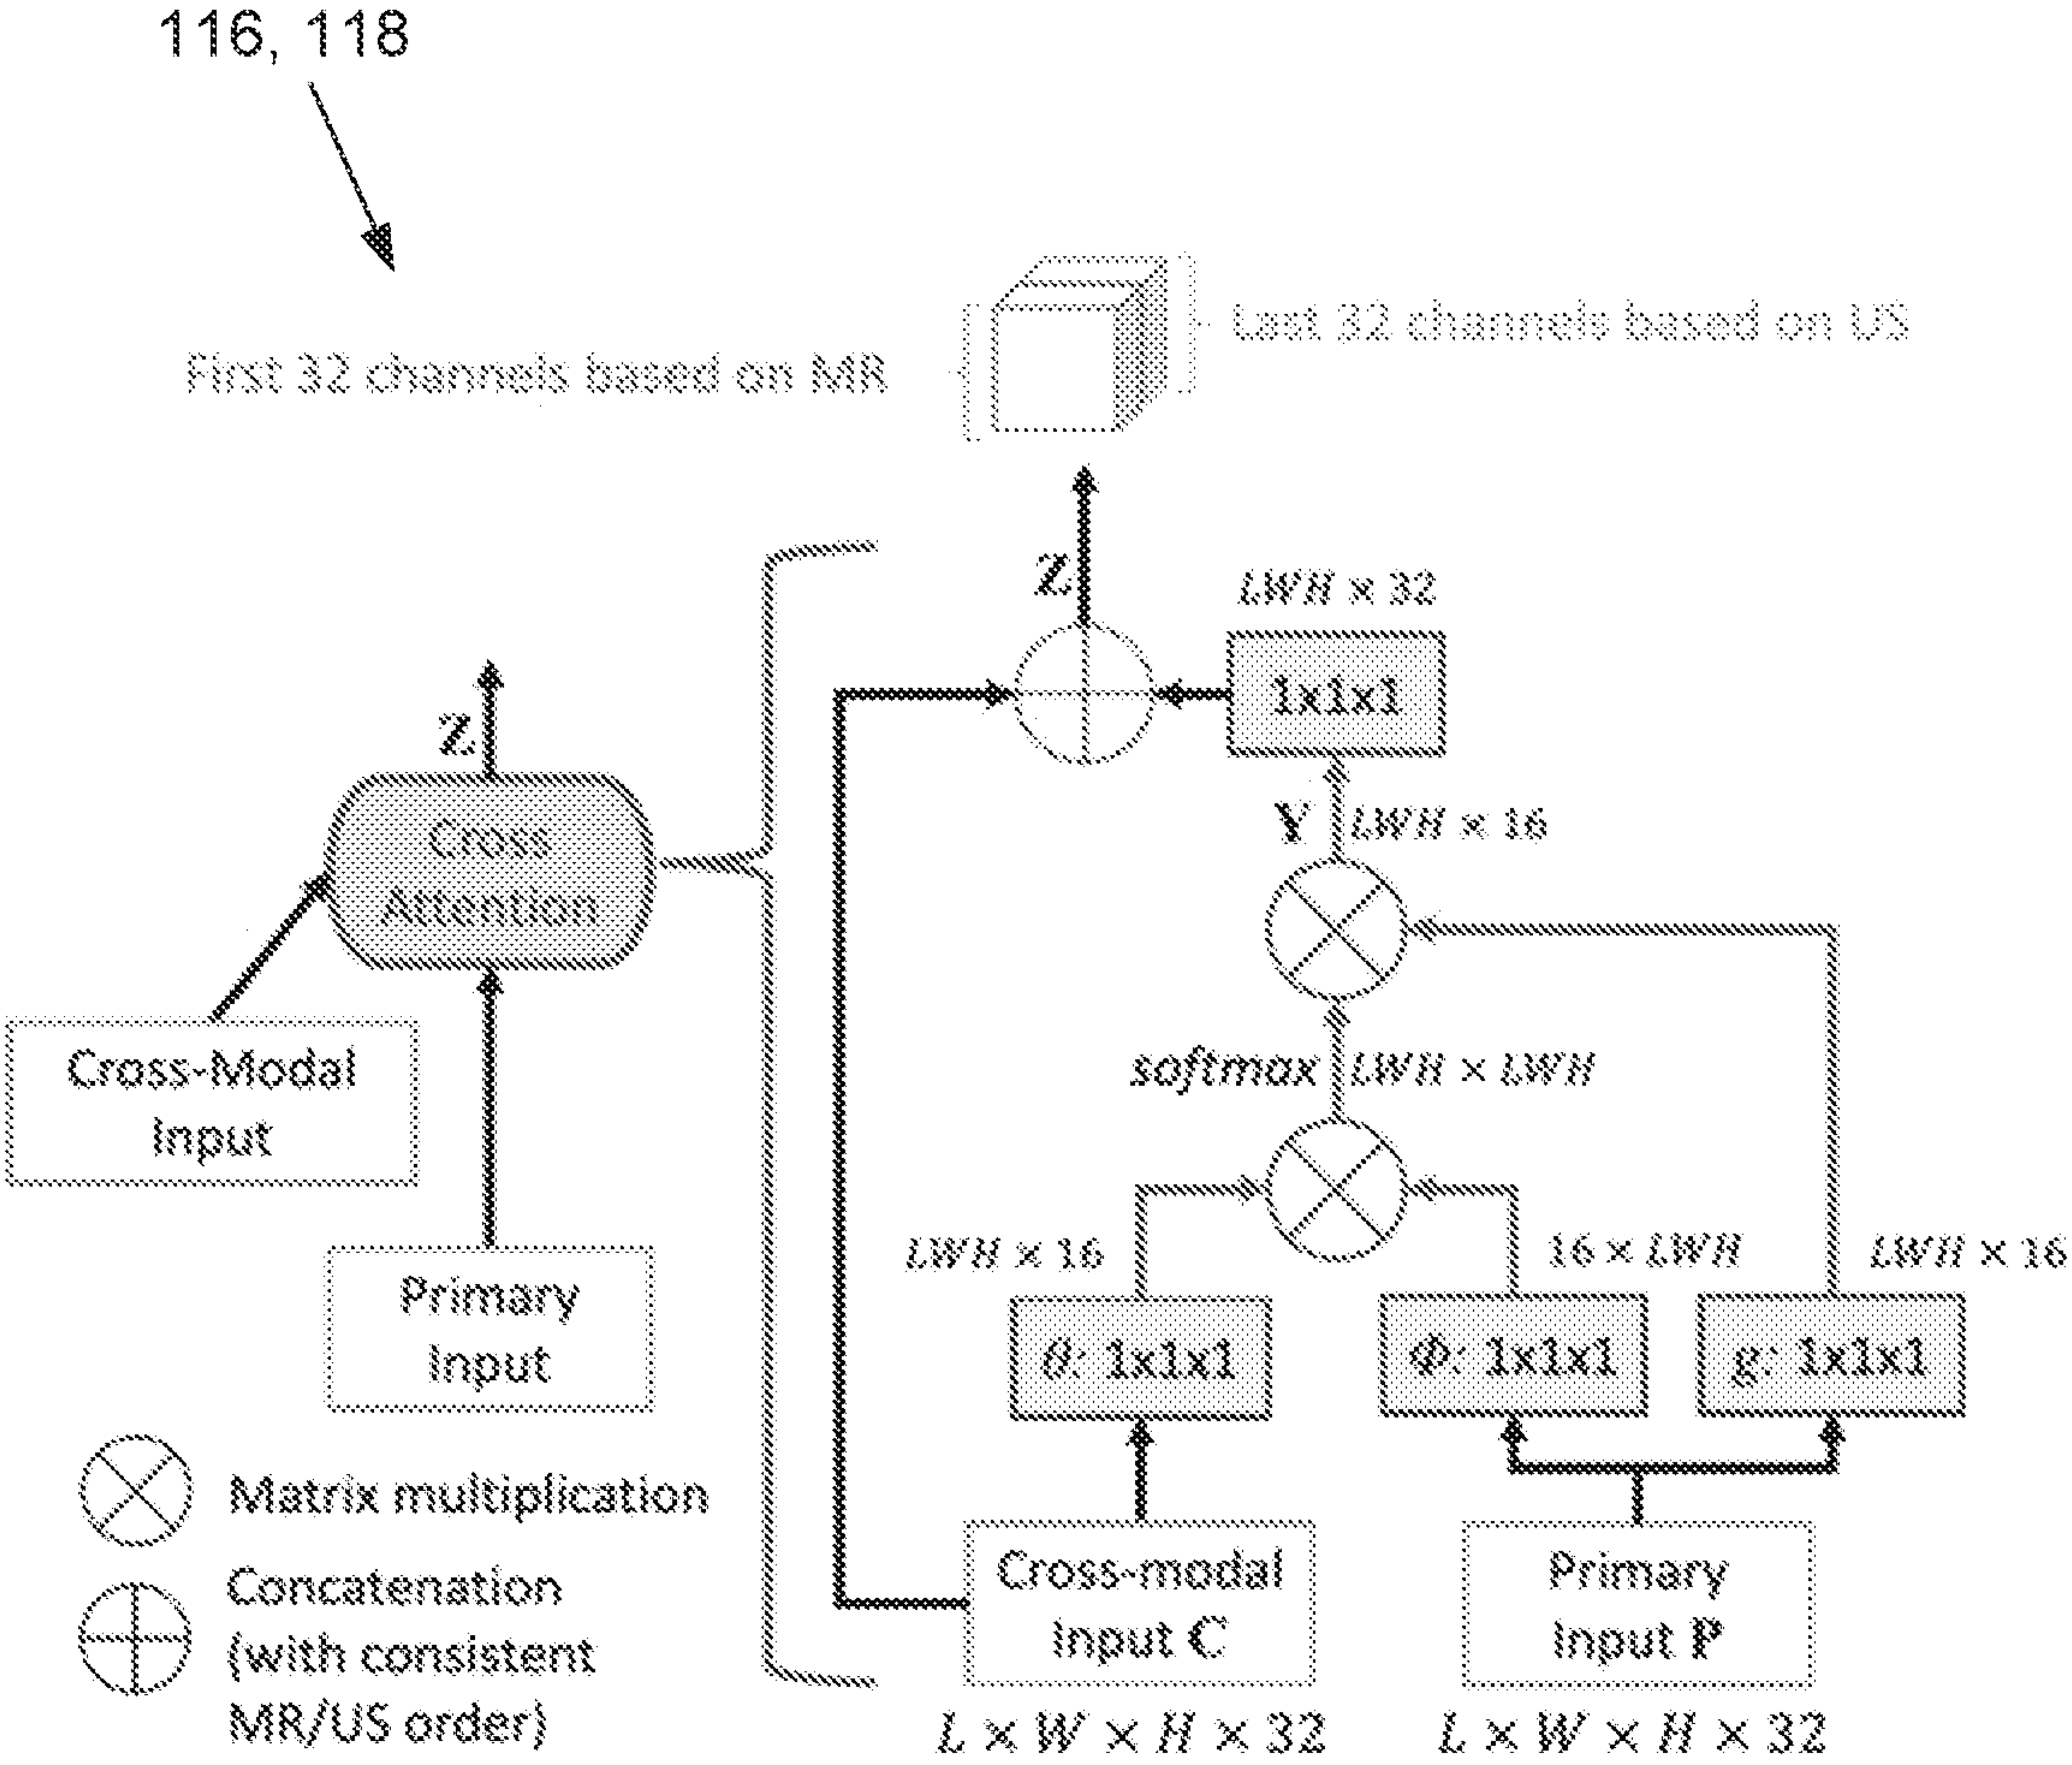 116, 118
Last 32 channels based on US
First 32 channels based on MR
Z
LWH × 32
1x1x1
Z
Y LWH × 16
Cross
Attention
softmax LWH × LWH
Cross-Modal
Input
LWH × 16
16 × LWH
LWH × 16
Primary
Input
θ: 1x1x1
Φ: 1x1x1
g: 1x1x1
Matrix multiplication
Concatenation
(with consistent
MR/US order)
Cross-modal
Input C
Primary
Input P
L × W × H × 32
L × W × H × 32